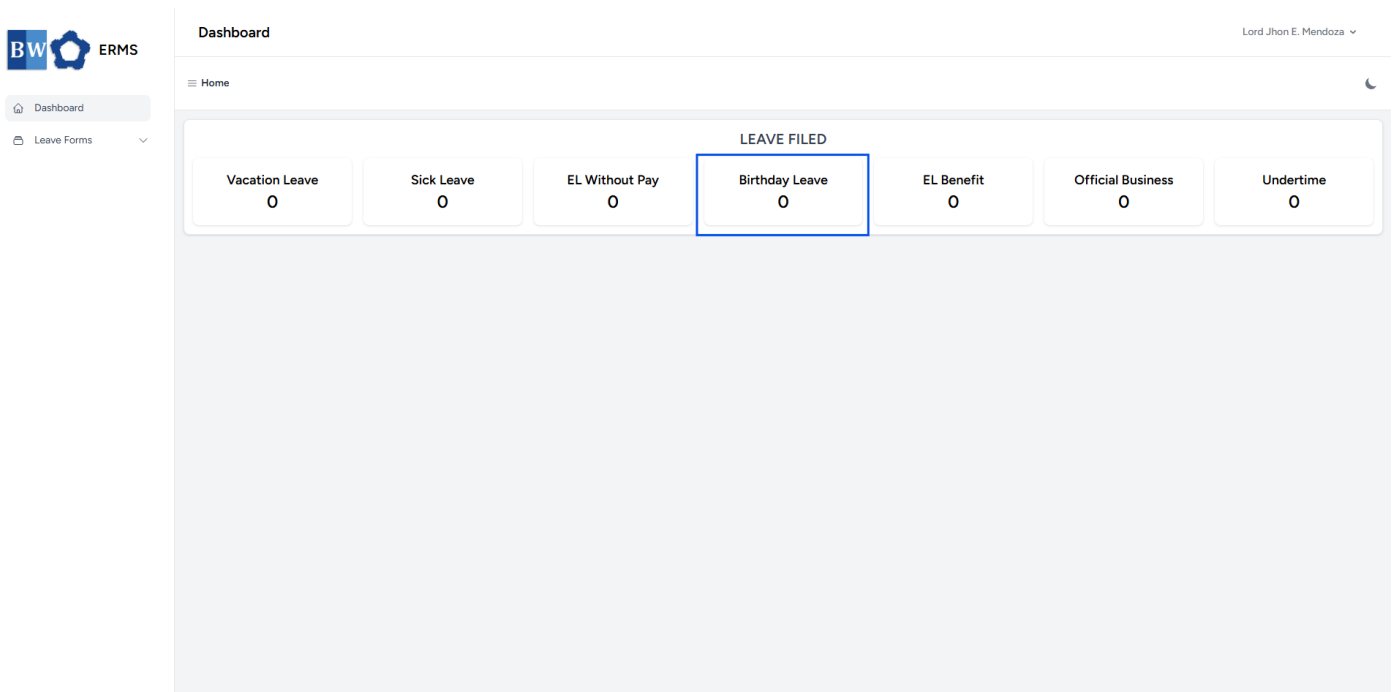 BW ERMS
Dashboard
Leave Forms
Dashboard
Lord Jhon E. Mendoza
Home
LEAVE FILED
Vacation Leave
0
Sick Leave
0
EL Without Pay
0
Birthday Leave
0
EL Benefit
0
Official Business
0
Undertime
0